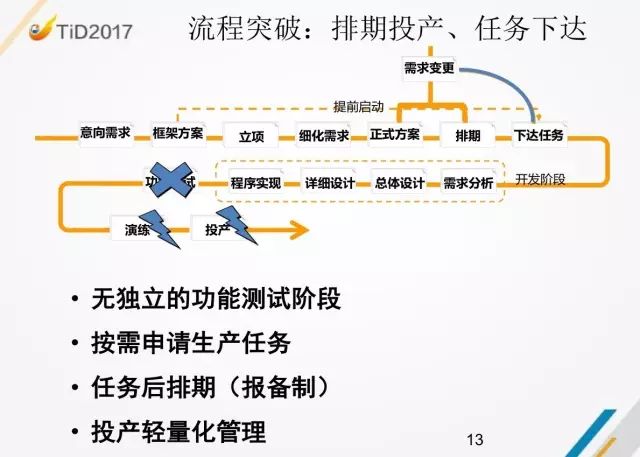 TiD2017
流程突破：排期投产、任务下达
需求变更
提前启动
意向需求 框架方案 立项 细化需求 正式方案 排期 下达任务
功 试 程序实现 详细设计 总体设计 需求分析 开发阶段
演练 投产
• 无独立的功能测试阶段
• 按需申请生产任务
• 任务后排期（报备制）
• 投产轻量化管理
13